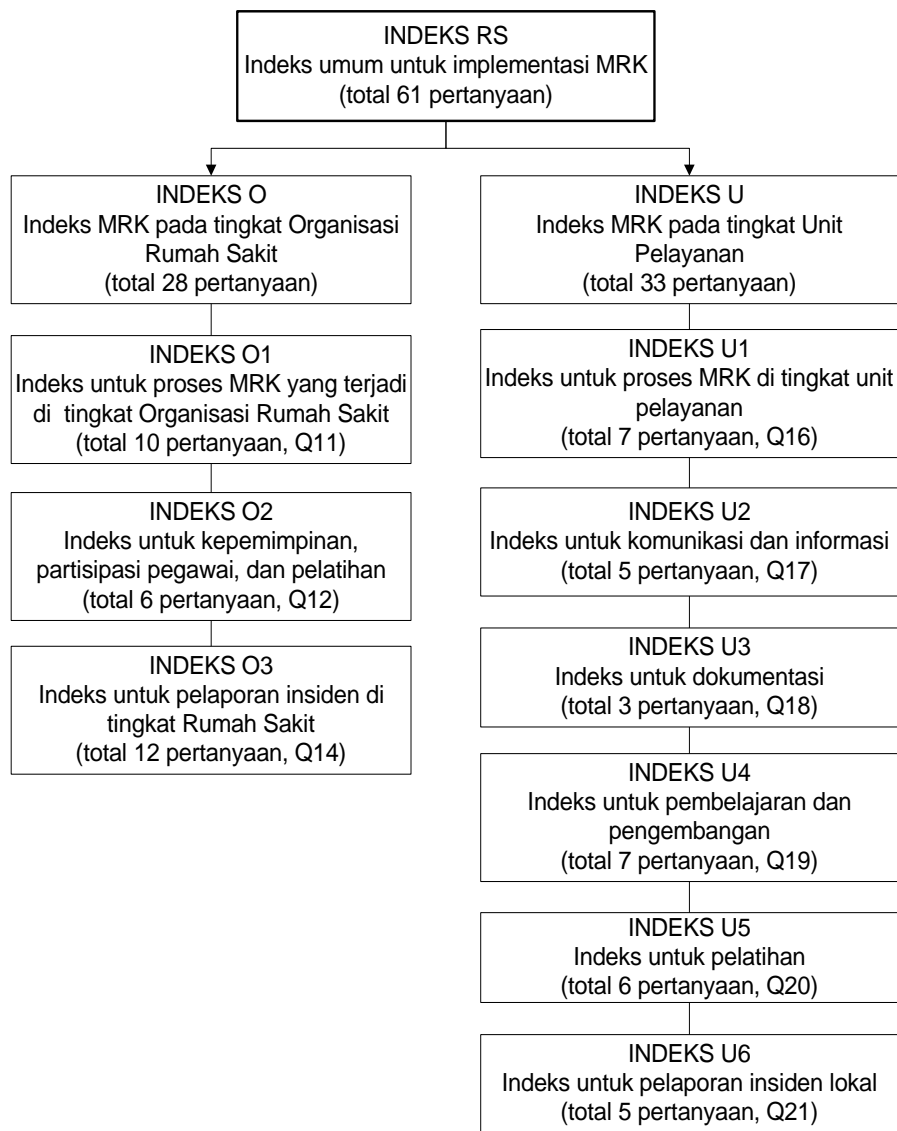 INDEKS RS
Indeks umum untuk implementasi MRK
(total 61 pertanyaan)
INDEKS O
Indeks MRK pada tingkat Organisasi
Rumah Sakit
(total 28 pertanyaan)
INDEKS O1
Indeks untuk proses MRK yang terjadi
di tingkat Organisasi Rumah Sakit
(total 10 pertanyaan, Q11)
INDEKS O2
Indeks untuk kepemimpinan,
partisipasi pegawai, dan pelatihan
(total 6 pertanyaan, Q12)
INDEKS O3
Indeks untuk pelaporan insiden di
tingkat Rumah Sakit
(total 12 pertanyaan, Q14)
INDEKS U
Indeks MRK pada tingkat Unit
Pelayanan
(total 33 pertanyaan)
INDEKS U1
Indeks untuk proses MRK di tingkat unit
pelayanan
(total 7 pertanyaan, Q16)
INDEKS U2
Indeks untuk komunikasi dan informasi
(total 5 pertanyaan, Q17)
INDEKS U3
Indeks untuk dokumentasi
(total 3 pertanyaan, Q18)
INDEKS U4
Indeks untuk pembelajaran dan
pengembangan
(total 7 pertanyaan, Q19)
INDEKS U5
Indeks untuk pelatihan
(total 6 pertanyaan, Q20)
INDEKS U6
Indeks untuk pelaporan insiden lokal
(total 5 pertanyaan, Q21)